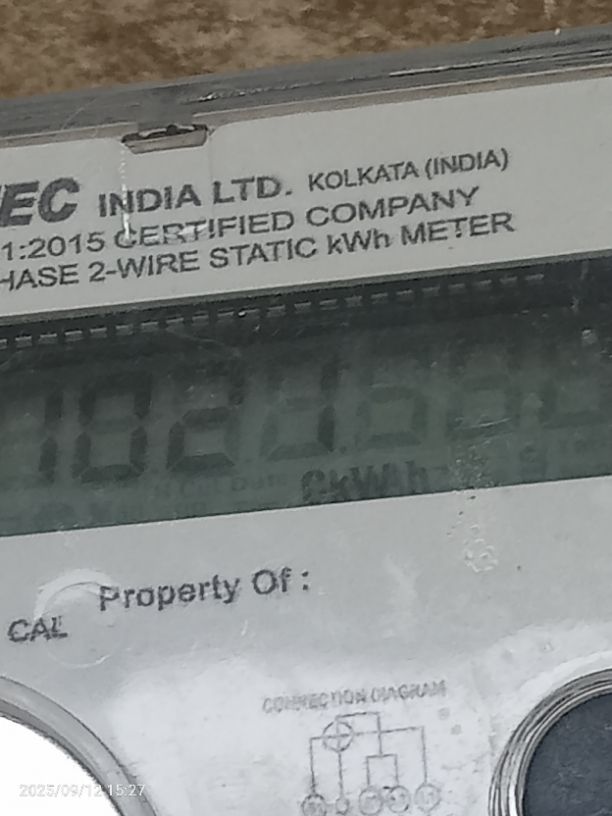 EC INDIA LTD. KOLKATA (INDIA)
1:2015 CERTIFIED COMPANY
HASE 2-WIRE STATIC kWh METER
Property Of :
CAL
CONNECTION DIAGRAM
2025/09/12 15:27